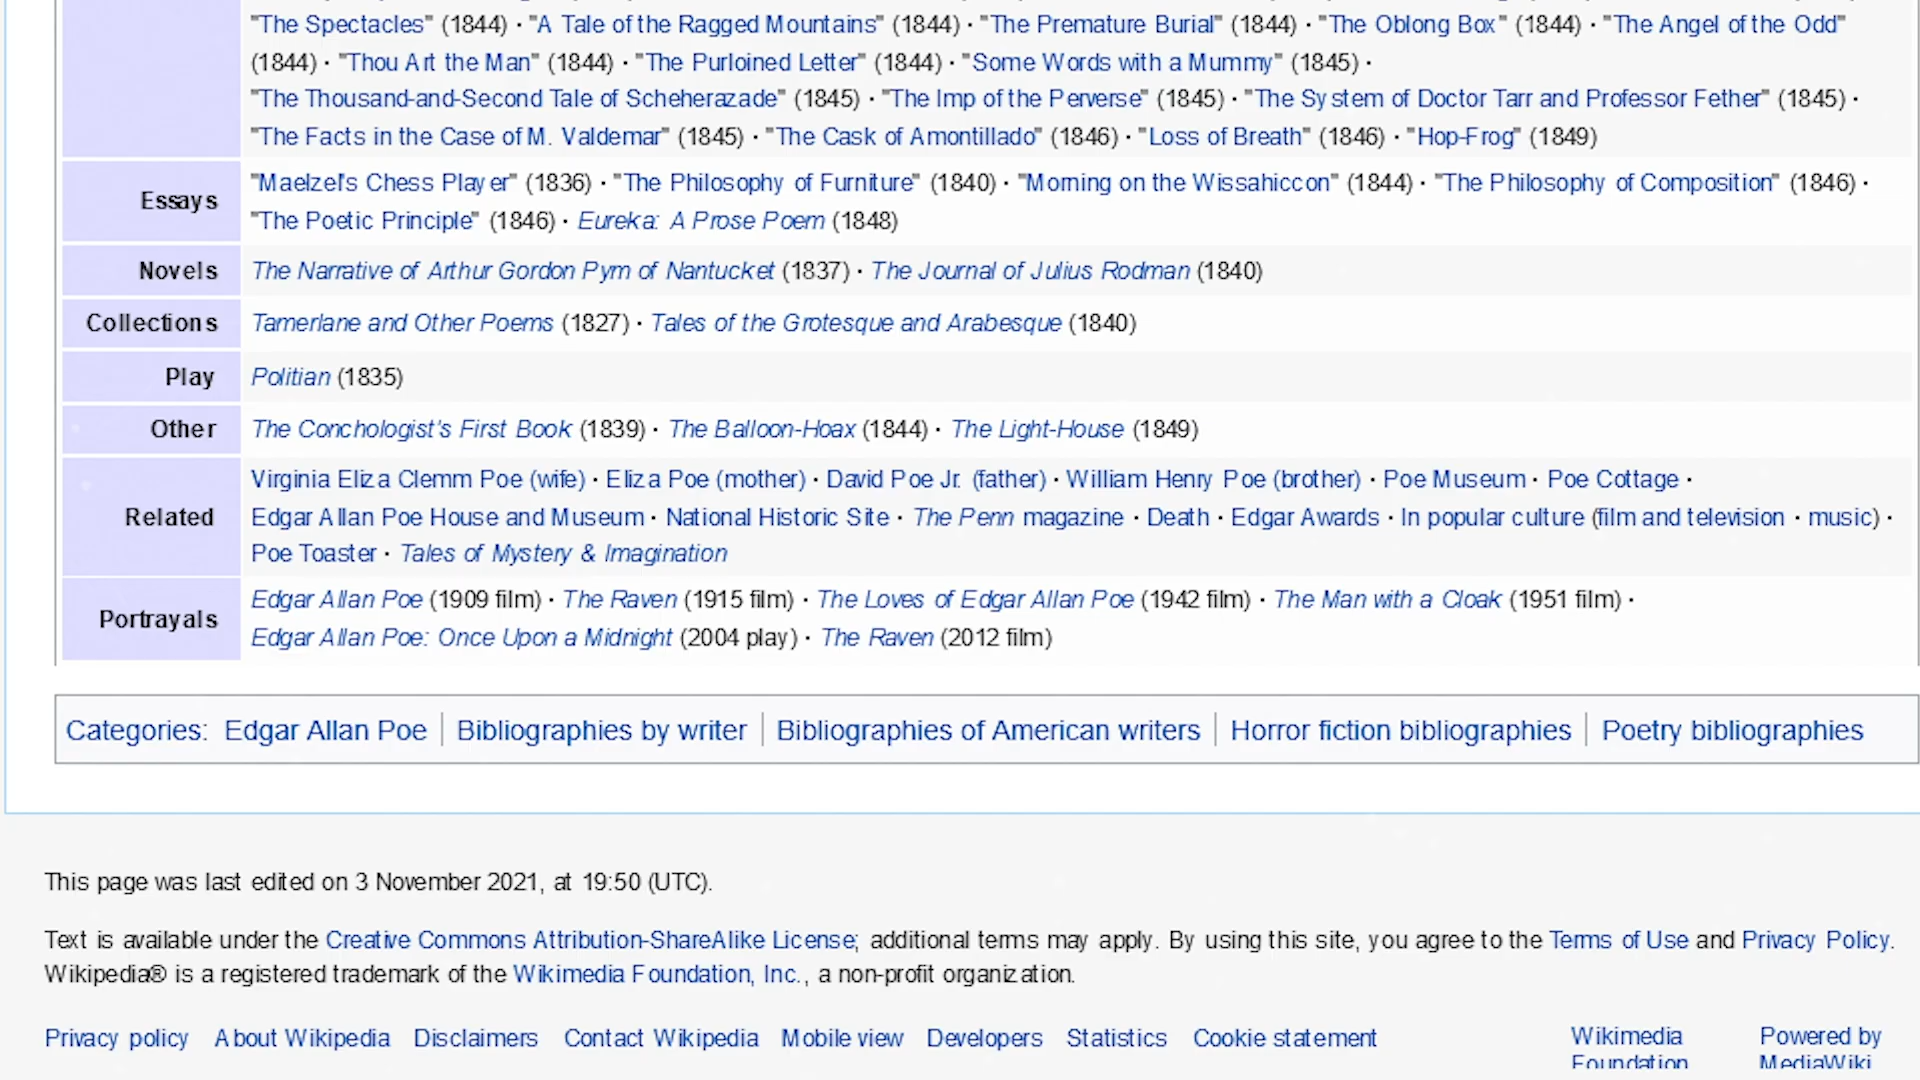 "The Spectacles" (1844) · "A Tale of the Ragged Mountains" (1844) · "The Premature Burial" (1844) · "The Oblong Box" (1844) · "The Angel of the Odd"
(1844) · "Thou Art the Man" (1844) · "The Purloined Letter" (1844) · "Some Words with a Mummy" (1845) ·
"The Thousand-and-Second Tale of Scheherazade" (1845) · "The Imp of the Perverse" (1845) · "The System of Doctor Tarr and Professor Fether" (1845) ·
"The Facts in the Case of M. Valdemar" (1845) · "The Cask of Amontillado" (1846) · "Loss of Breath" (1846) · "Hop-Frog" (1849)
Essays
"Maelzel's Chess Player" (1836) · "The Philosophy of Furniture" (1840) · "Morning on the Wissahiccon" (1844) · "The Philosophy of Composition" (1846) ·
"The Poetic Principle" (1846) · Eureka: A Prose Poem (1848)
Novels The Narrative of Arthur Gordon Pym of Nantucket (1837) · The Journal of Julius Rodman (1840)
Collections Tamerlane and Other Poems (1827) · Tales of the Grotesque and Arabesque (1840)
Play Politian (1835)
Other The Conchologist's First Book (1839) · The Balloon-Hoax (1844) · The Light-House (1849)
Related
Virginia Eliza Clemm Poe (wife) · Eliza Poe (mother) · David Poe Jr. (father) · William Henry Poe (brother) · Poe Museum · Poe Cottage ·
Edgar Allan Poe House and Museum · National Historic Site · The Penn magazine · Death · Edgar Awards · In popular culture (film and television · music) ·
Poe Toaster · Tales of Mystery & Imagination
Portrayals
Edgar Allan Poe (1909 film) · The Raven (1915 film) · The Loves of Edgar Allan Poe (1942 film) · The Man with a Cloak (1951 film) ·
Edgar Allan Poe: Once Upon a Midnight (2004 play) · The Raven (2012 film)
Categories: Edgar Allan Poe | Bibliographies by writer | Bibliographies of American writers | Horror fiction bibliographies | Poetry bibliographies
This page was last edited on 3 November 2021, at 19:50 (UTC).
Text is available under the Creative Commons Attribution-ShareAlike License; additional terms may apply. By using this site, you agree to the Terms of Use and Privacy Policy.
Wikipedia® is a registered trademark of the Wikimedia Foundation, Inc., a non-profit organization.
Privacy policy About Wikipedia Disclaimers Contact Wikipedia Mobile view Developers Statistics Cookie statement
Wikimedia
Foundation
Powered by
MediaWiki